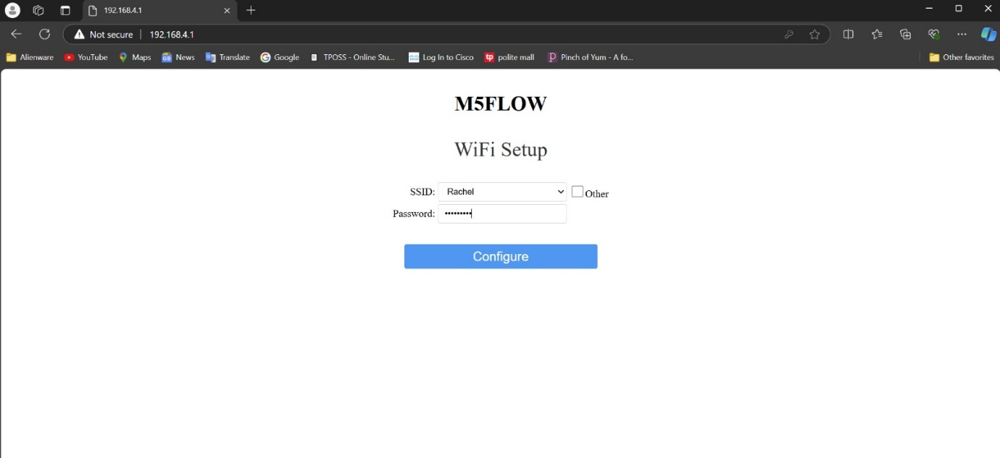 192.168.4.1
Not secure 192.168.4.1
Alienware YouTube Maps News Translate Google TPOSS - Online Stu... Log In to Cisco polite mall Pinch of Yum - A fo... Other favorites
M5FLOW
WiFi Setup
SSID: Rachel Other
Password: •••••••••
Configure